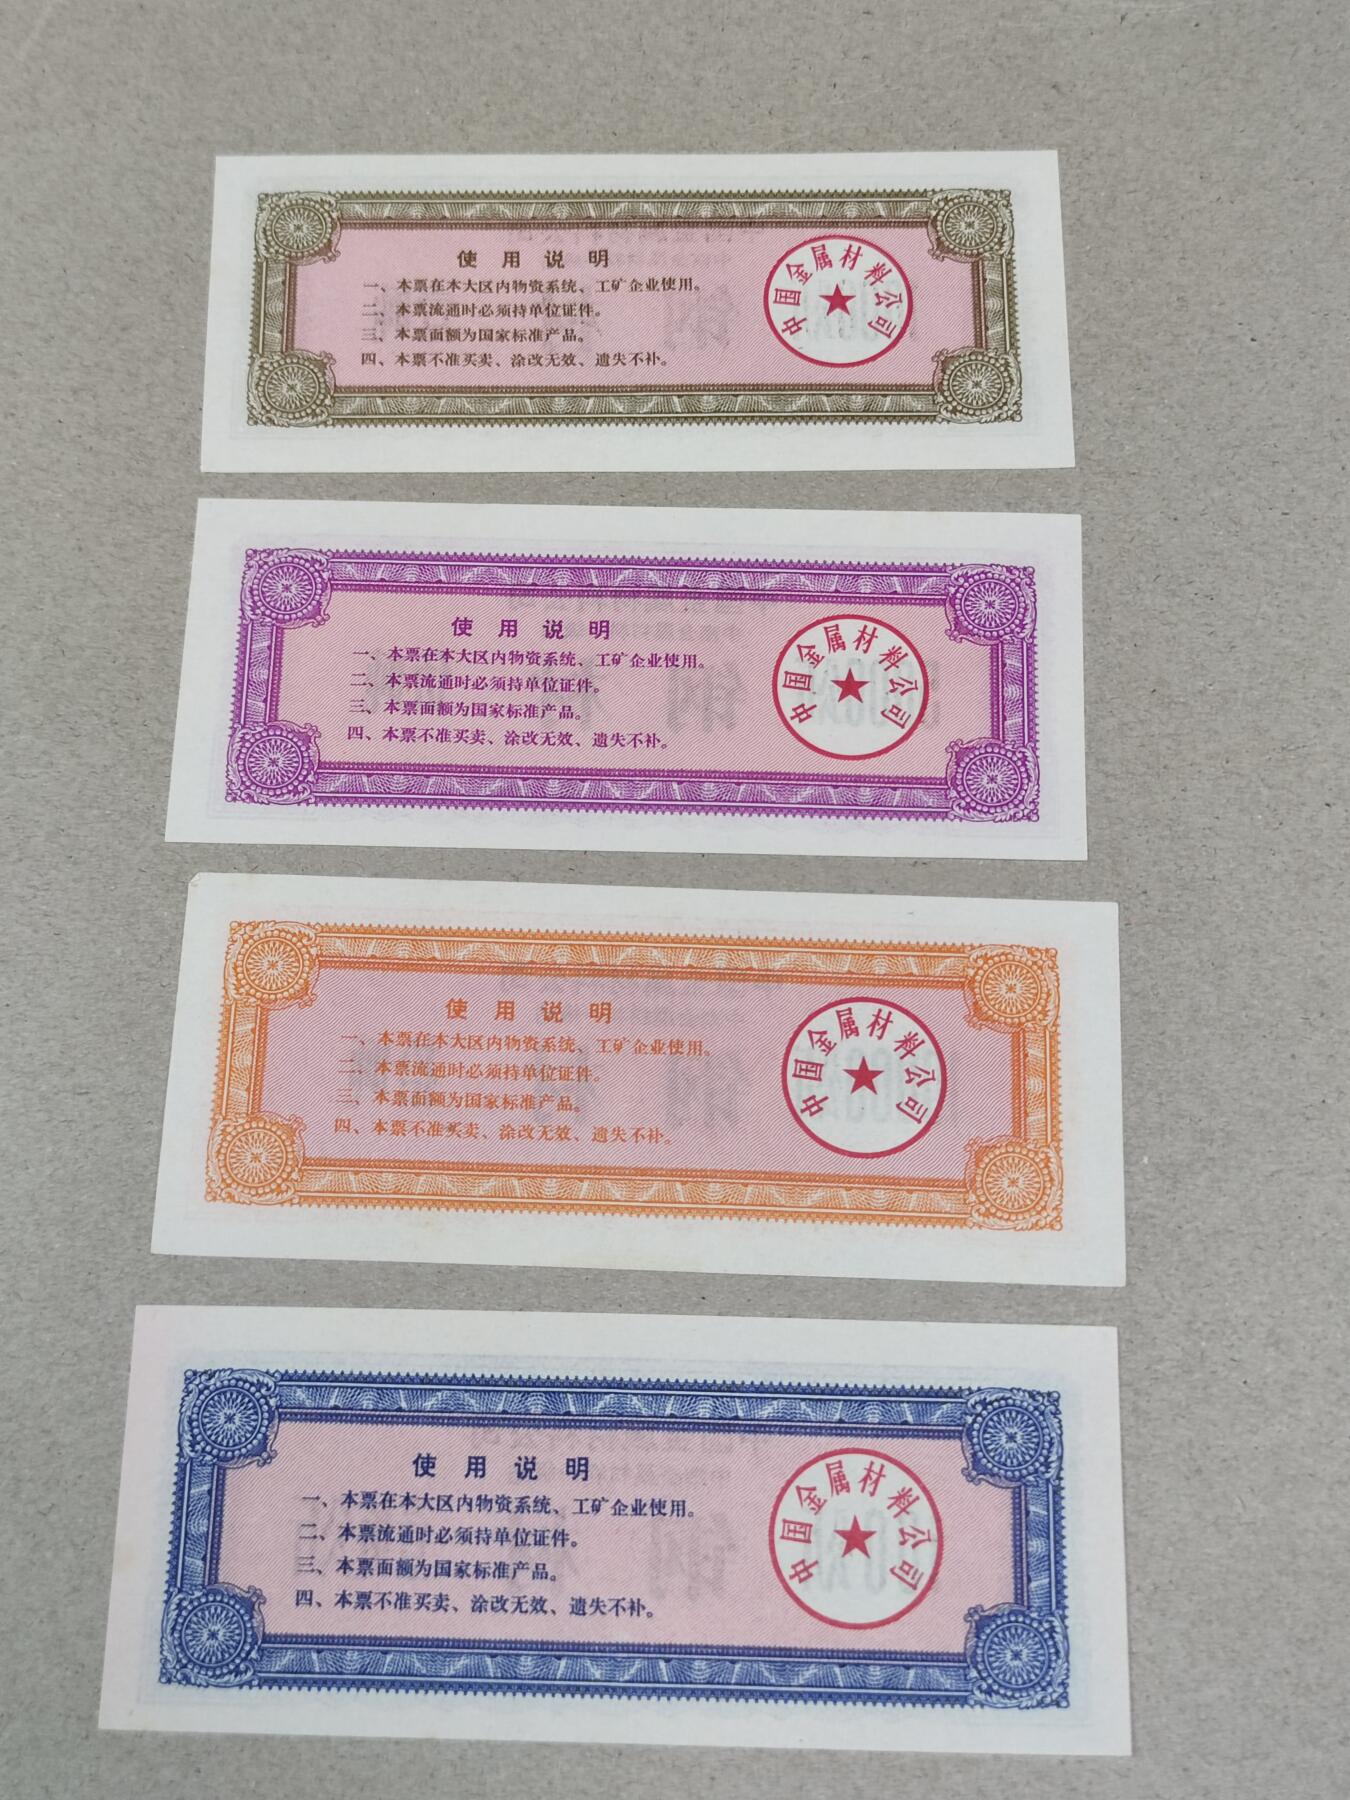 使用说明
一、本票在本大区内物资系统、工矿企业使用。
二、本票流通时必须持单位证件。
三、本票面额为国家标准产品。
四、本票不准买卖、涂改无效、遗失不补。
中国金属材料公司
使用说明
一、本票在本大区内物资系统、工矿企业使用。
二、本票流通时必须持单位证件。
三、本票面额为国家标准产品。
四、本票不准买卖、涂改无效、遗失不补。
中国金属材料公司
使用说明
一、本票在本大区内物资系统、工矿企业使用。
二、本票流通时必须持单位证件。
三、本票面额为国家标准产品。
四、本票不准买卖、涂改无效、遗失不补。
中国金属材料公司
使用说明
一、本票在本大区内物资系统、工矿企业使用。
二、本票流通时必须持单位证件。
三、本票面额为国家标准产品。
四、本票不准买卖、涂改无效、遗失不补。
中国金属材料公司